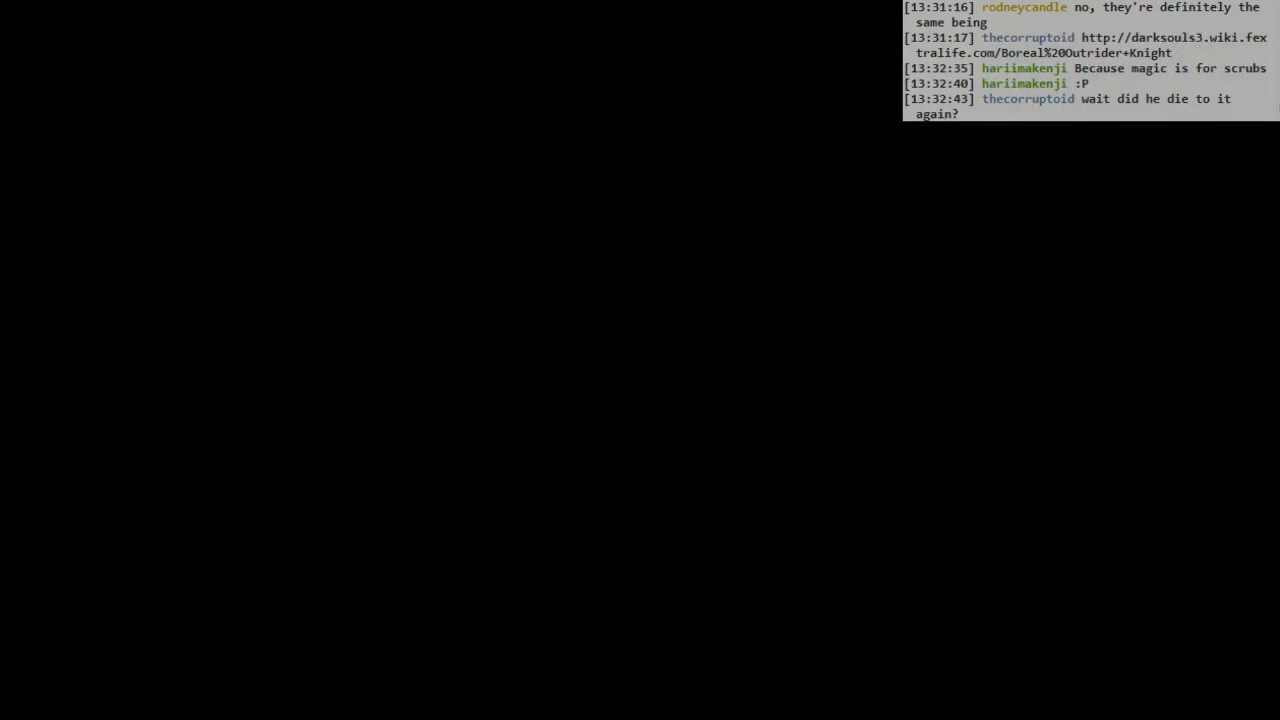 [13:31:16] rodneycandle no, they're definitely the
same being
[13:31:17] thecorruptoid http://darksouls3.wiki.fex
tralife.com/Boreal%20Outrider+Knight
[13:32:35] hariimakenji Because magic is for scrubs
[13:32:40] hariimakenji :P
[13:32:43] thecorruptoid wait did he die to it
again?